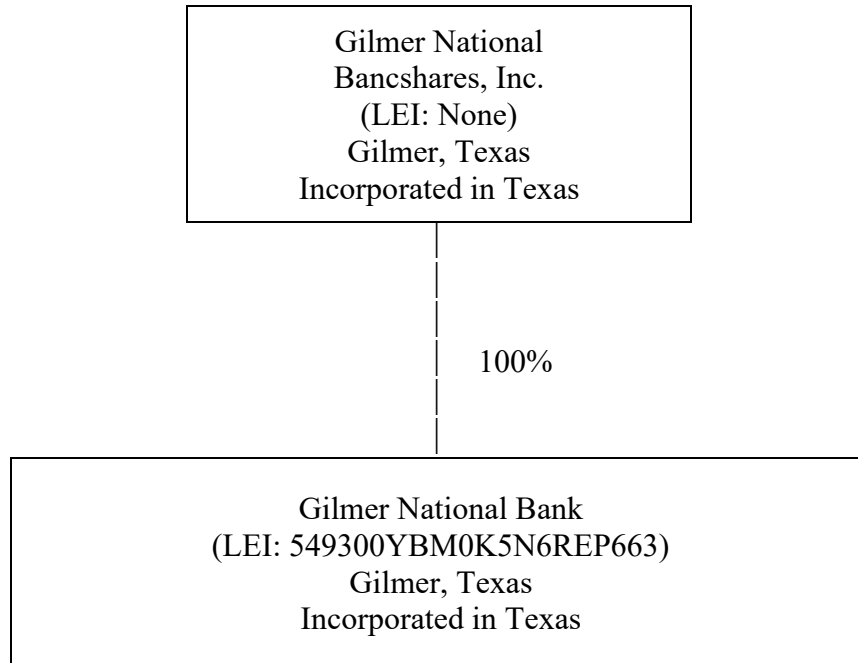 Gilmer National
Bancshares, Inc.
(LEI: None)
Gilmer, Texas
Incorporated in Texas
100%
Gilmer National Bank
(LEI: 549300YBM0K5N6REP663)
Gilmer, Texas
Incorporated in Texas